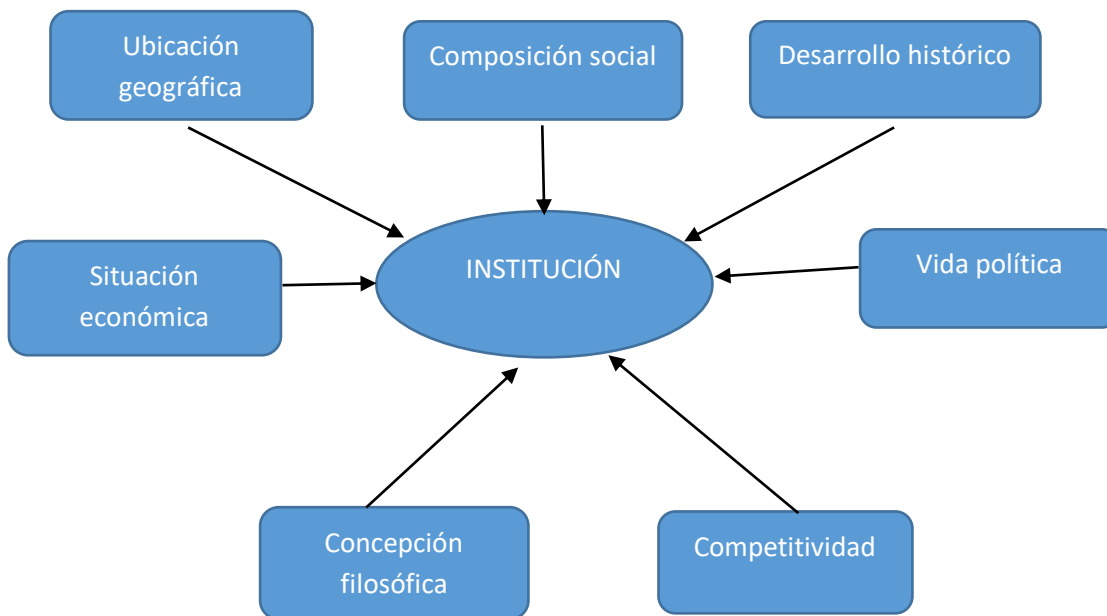 Ubicación
geográfica
Composición social
Desarrollo histórico
Situación
económica
INSTITUCIÓN
Vida política
Concepción
filosófica
Competitividad